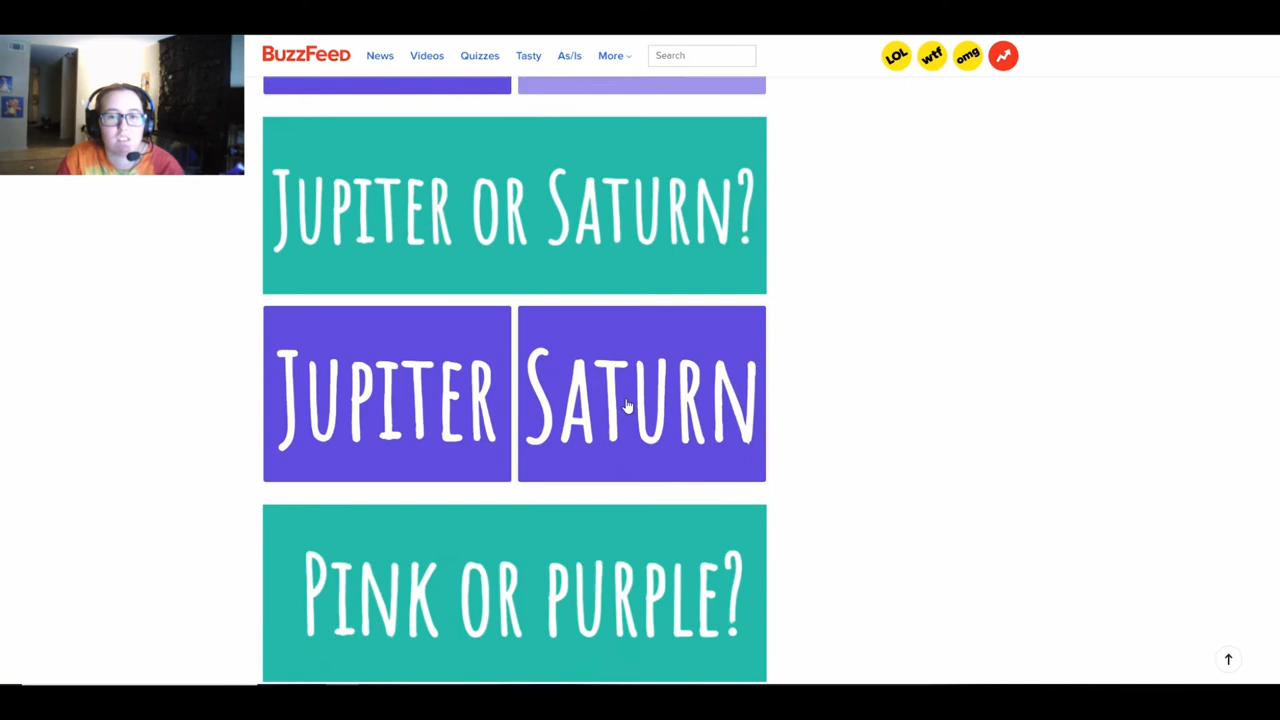 BuzzFeed News Videos Quizzes Tasty As/Is More Search LOL wtf omg
JUPITER OR SATURN?
JUPITER SATURN
PINK OR PURPLE?